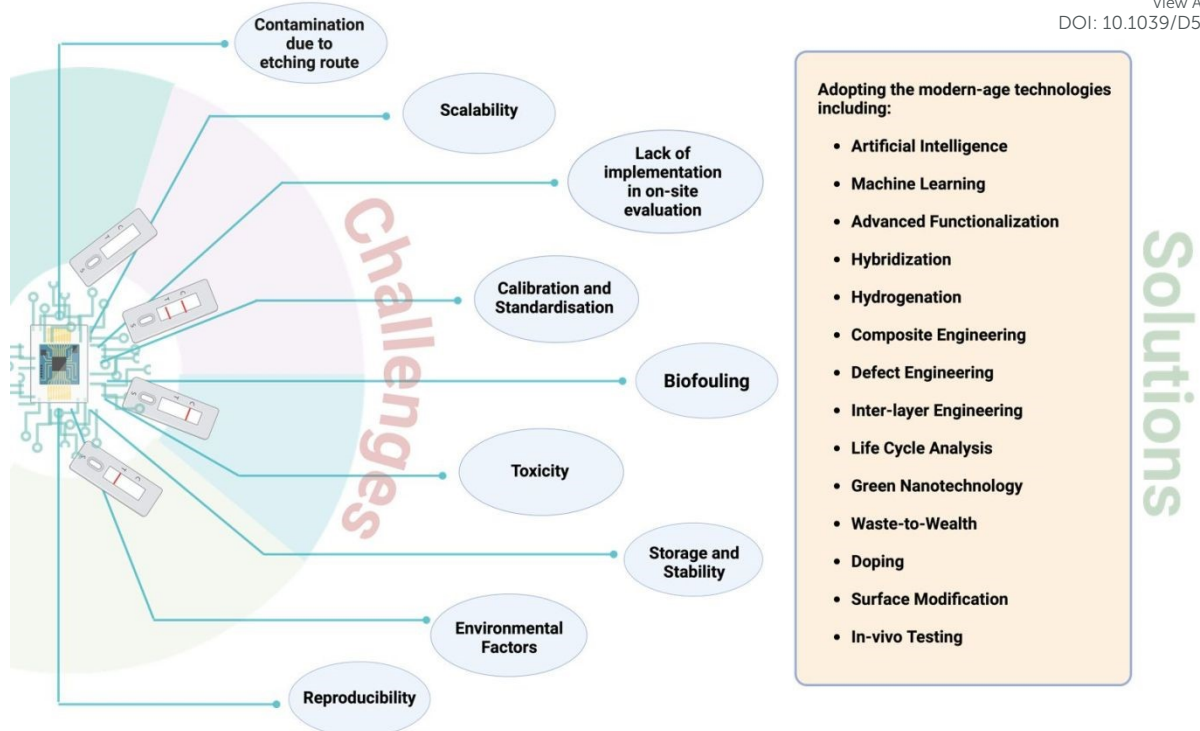 View A
DOI: 10.1039/D5
Contamination
due to
etching route
Scalability
Lack of
implementation
in on-site
evaluation
Calibration and
Standardisation
Biofouling
Toxicity
Storage and
Stability
Environmental
Factors
Reproducibility
Challenges
Adopting the modern-age technologies
including:
• Artificial Intelligence
• Machine Learning
• Advanced Functionalization
• Hybridization
• Hydrogenation
• Composite Engineering
• Defect Engineering
• Inter-layer Engineering
• Life Cycle Analysis
• Green Nanotechnology
• Waste-to-Wealth
• Doping
• Surface Modification
• In-vivo Testing
Solutions